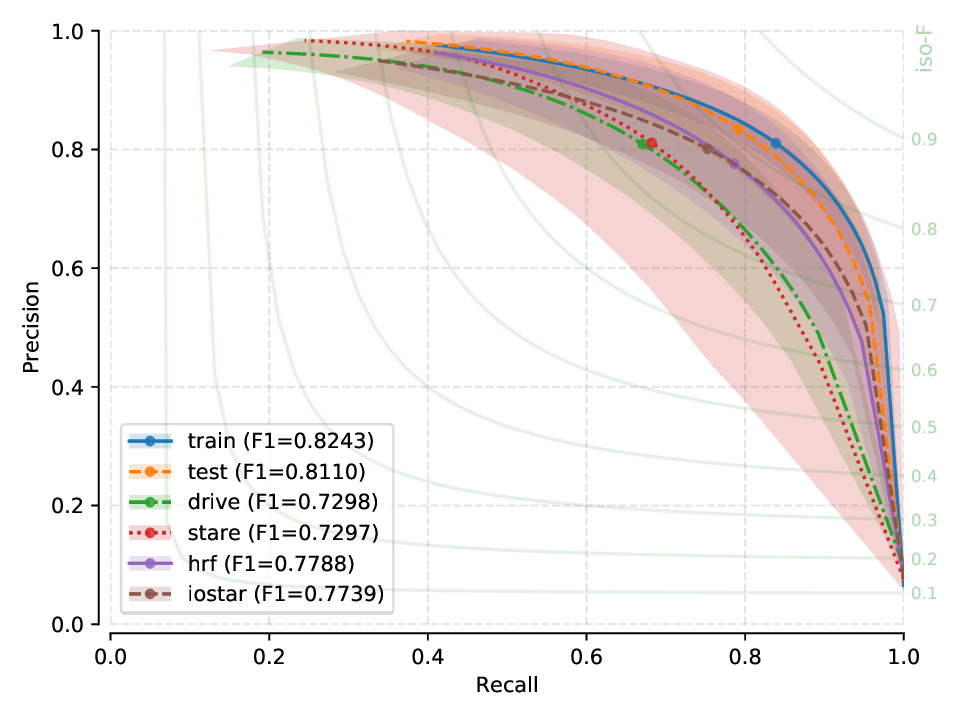 1.0
0.8
0.6
0.4
0.2
0.0
Precision
0.0
0.2
0.4
0.6
0.8
1.0
Recall
iso-F
0.9
0.8
0.7
0.6
0.5
0.4
0.3
0.2
0.1
train (F1=0.8243)
test (F1=0.8110)
drive (F1=0.7298)
stare (F1=0.7297)
hrf (F1=0.7788)
iostar (F1=0.7739)